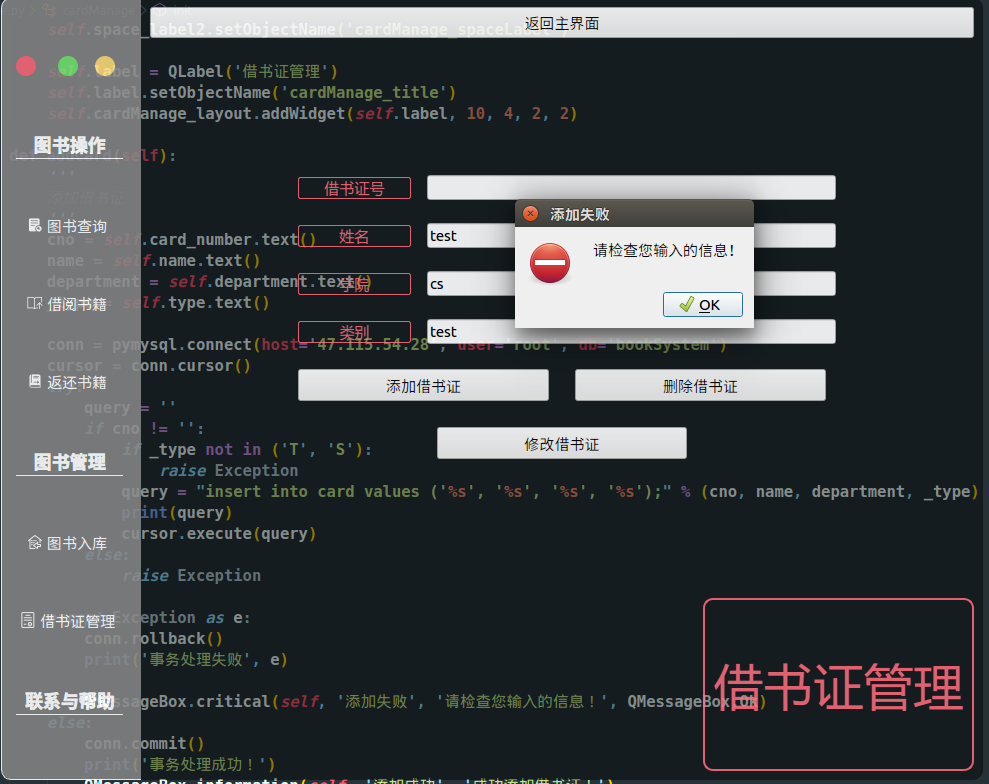 返回主界面
self.space_label2.setObjectName('cardManage_spaceLabel')
self.label = QLabel('借书证管理')
self.label.setObjectName('cardManage_title')
self.cardManage_layout.addWidget(self.label, 10, 4, 2, 2)
图书操作
self):
'''
借书证号
添加失败
图书查询
cno = self.card_number.text()
姓名
test
请检查您输入的信息!
name = self.name.text()
department = self.department.text()
学院
cs
借阅书籍
self.type.text()
OK
类别
test
conn = pymysql.connect(host='47.115.54.28', user='root', db='bookSystem')
cursor = conn.cursor()
返还书籍
添加借书证
删除借书证
query = ''
if cno != '':
修改借书证
if _type not in ('T', 'S'):
图书管理
raise Exception
query = "insert into card values ('%s', '%s', '%s', '%s');" % (cno, name, department, _type)
print(query)
cursor.execute(query)
图书入库
else:
raise Exception
借书证管理
Exception as e:
conn.rollback()
print('事务处理失败', e)
借书证管理
联系与帮助
MessageBox.critical(self, '添加失败', '请检查您输入的信息！', QMessageBox.Ok)
else:
conn.commit()
print('事务处理成功！')
QMessageBox.information(self, '添加成功', '成功添加借书证！')